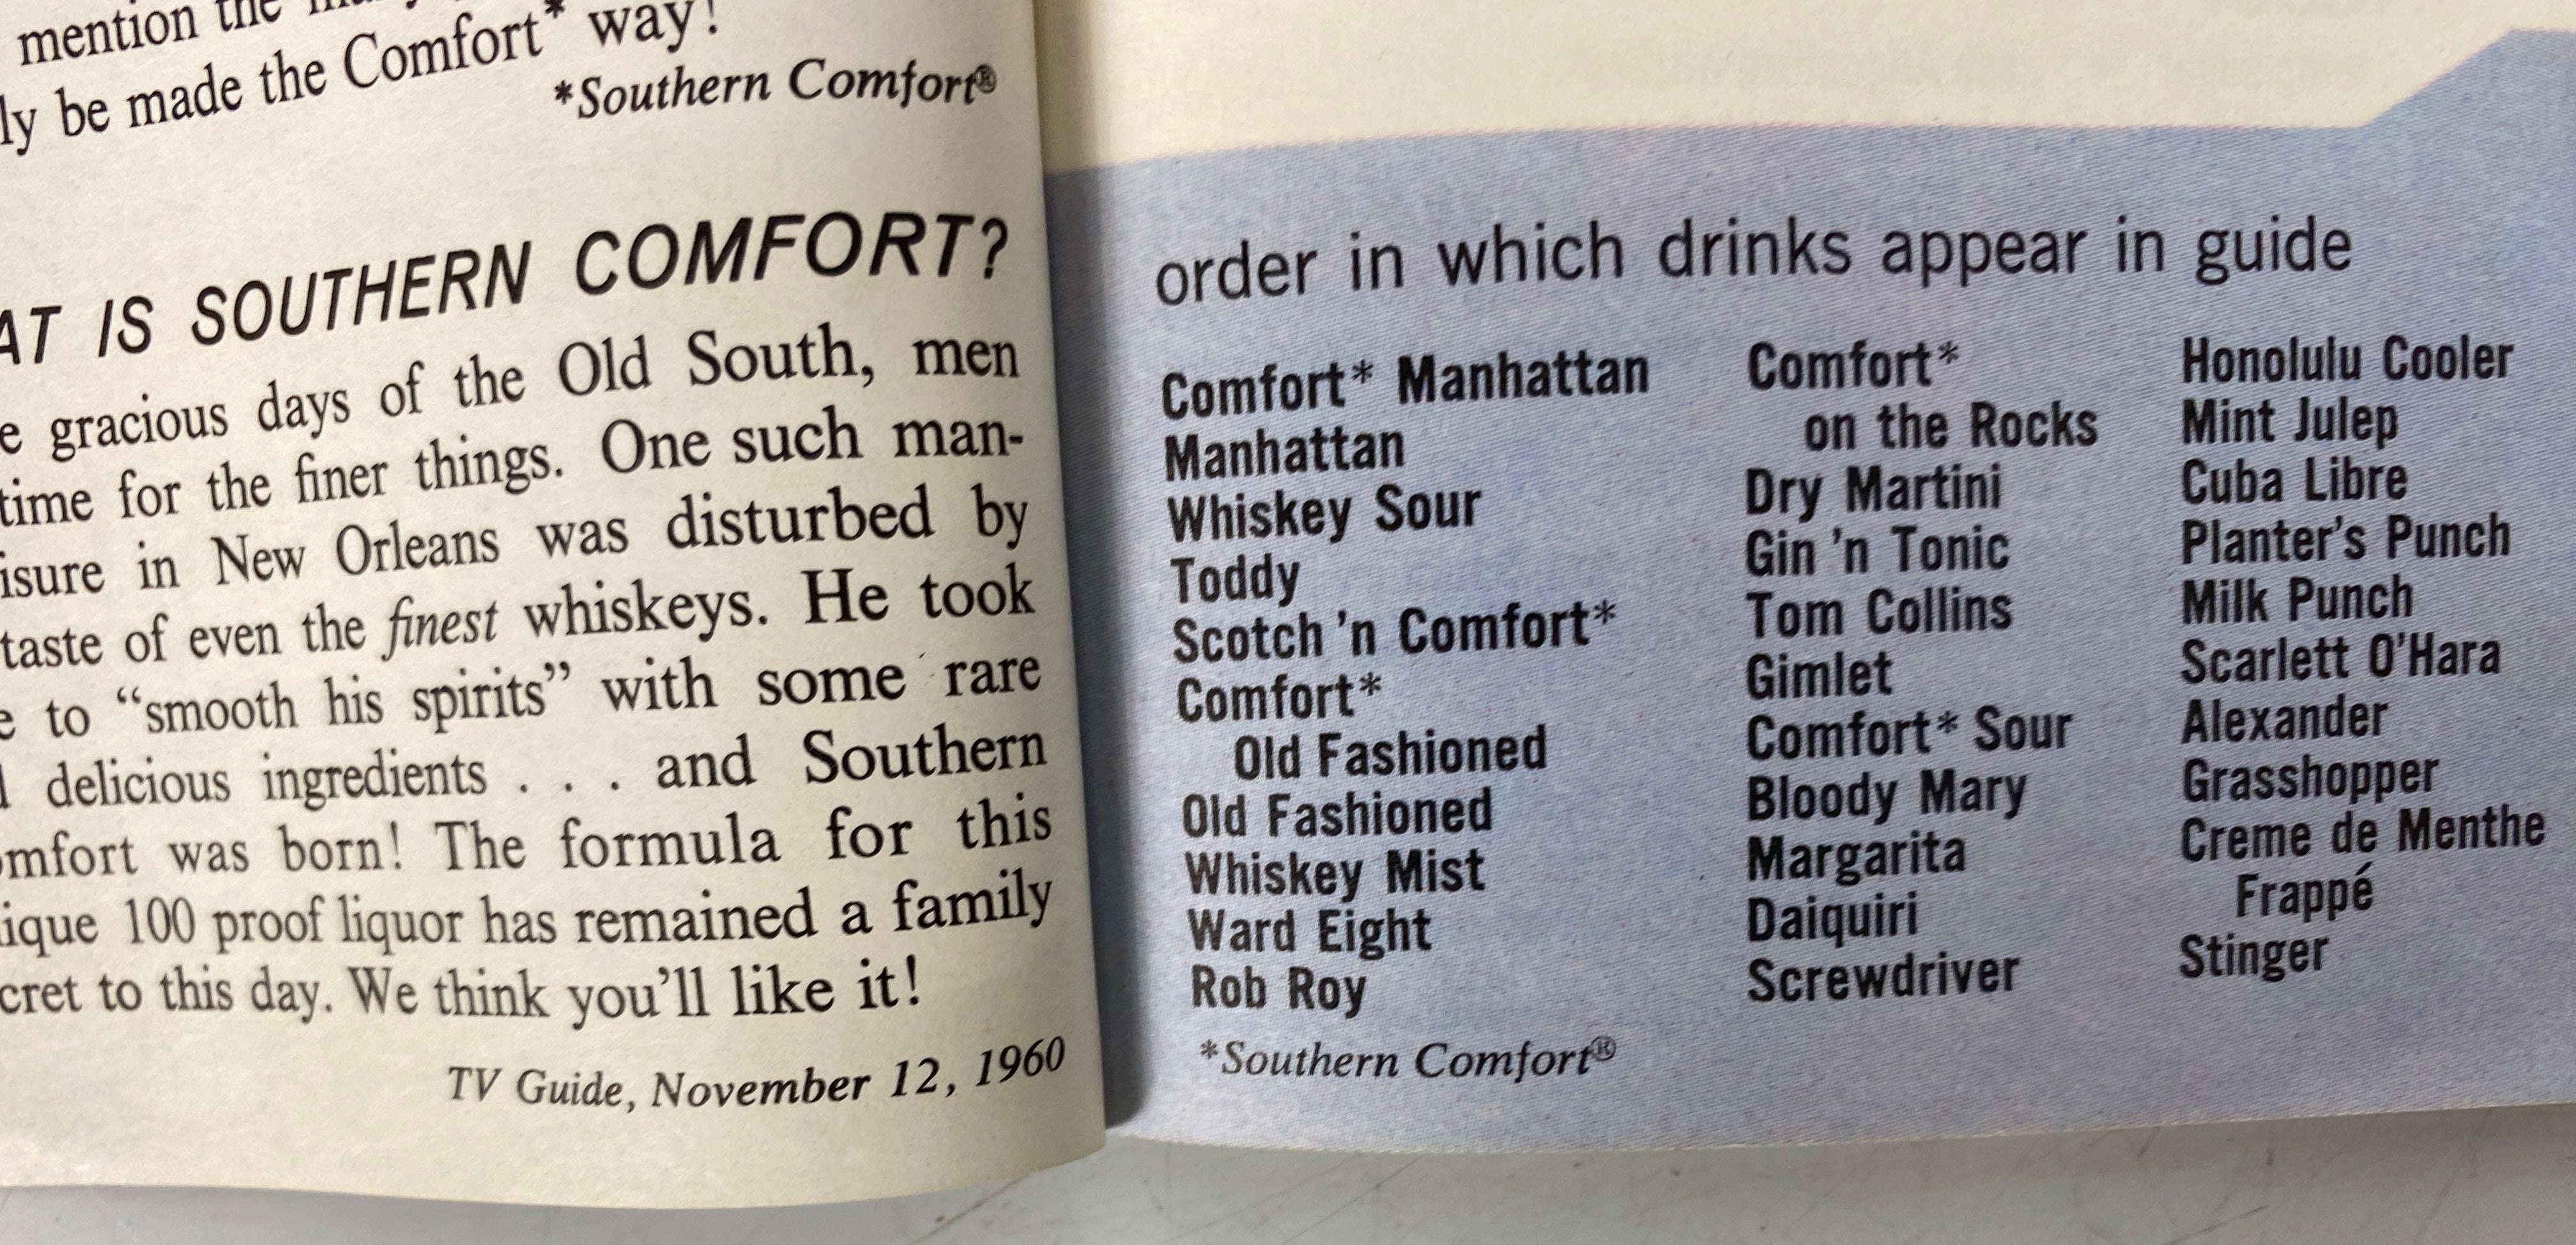 mention the
ly be made the Comfort* way!
*Southern Comfort®
IS SOUTHERN COMFORT?
gracious days of the Old South, men
time for the finer things. One such man-
in New Orleans was disturbed by
taste of even the finest whiskeys. He took
to “smooth his spirits” with some rare
delicious ingredients . . . and Southern
omfort was born! The formula for this
ique 100 proof liquor has remained a family
cret to this day. We think you’ll like it!
TV Guide, November 12, 1960
order in which drinks appear in guide
Comfort* Manhattan
Manhattan
Whiskey Sour
Toddy
Scotch ’n Comfort*
Comfort*
Old Fashioned
Old Fashioned
Whiskey Mist
Ward Eight
Rob Roy
*Southern Comfort®
Comfort*
on the Rocks
Dry Martini
Gin ’n Tonic
Tom Collins
Gimlet
Comfort* Sour
Bloody Mary
Margarita
Daiquiri
Screwdriver
Honolulu Cooler
Mint Julep
Cuba Libre
Planter’s Punch
Milk Punch
Scarlett O’Hara
Alexander
Grasshopper
Creme de Menthe
Frappé
Stinger